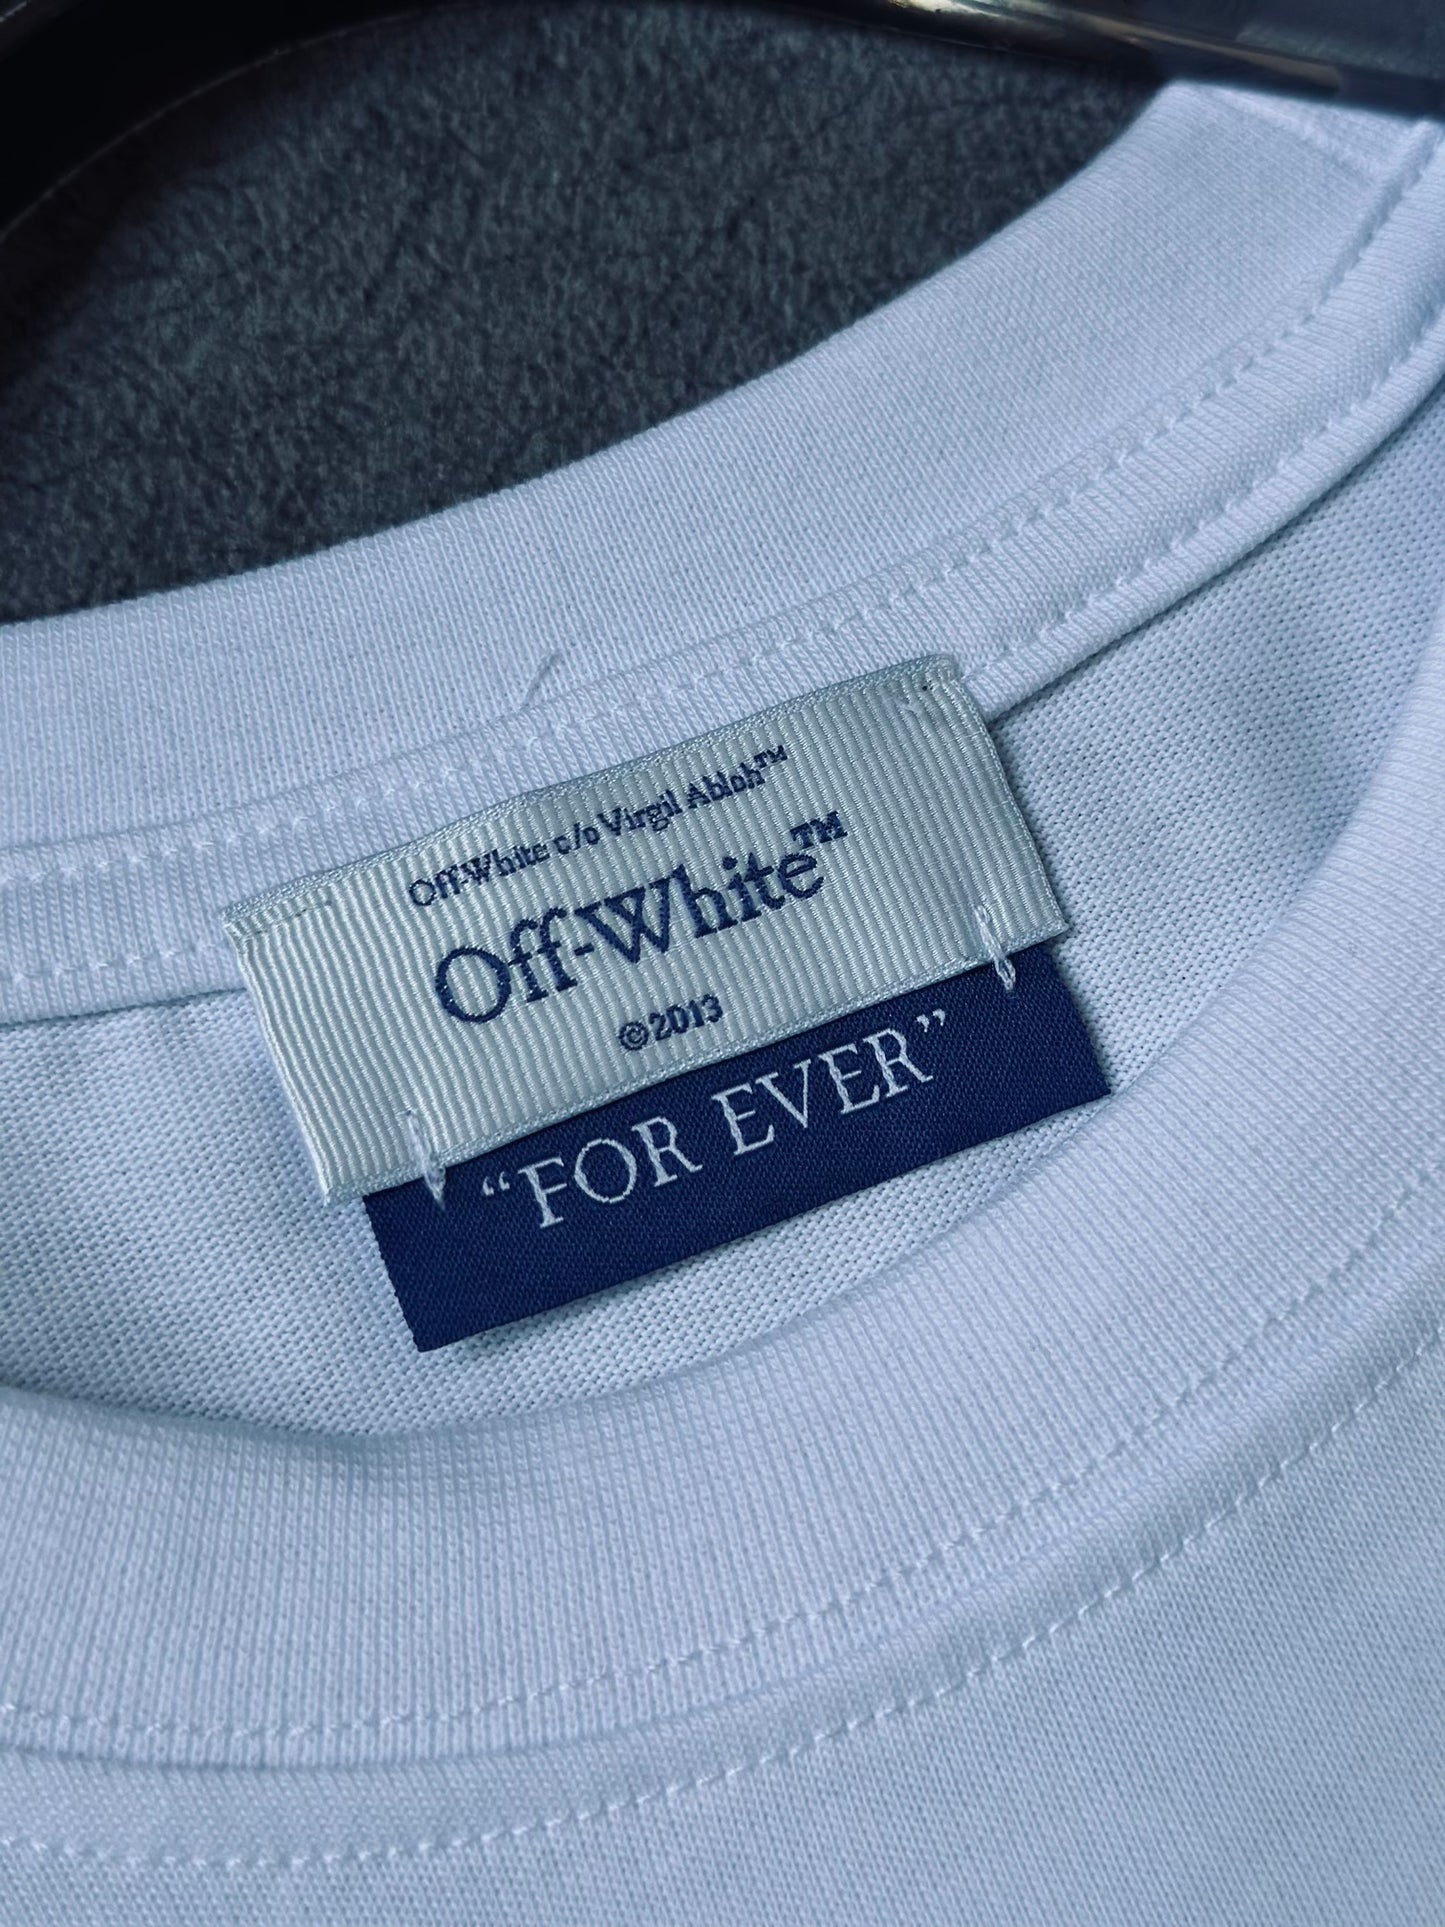 Off-White c/o Virgil Abloh™
Off-White™
©2013
“FOR EVER”